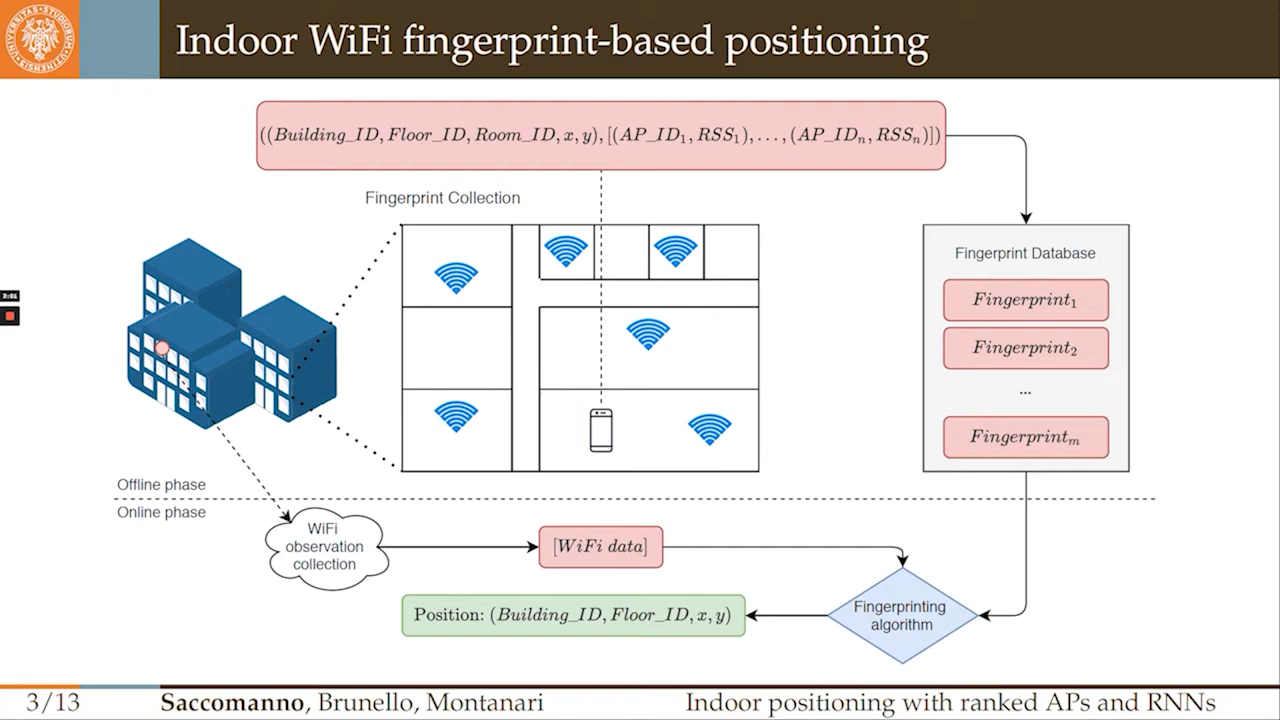 Indoor WiFi fingerprint-based positioning
((Building_ID, Floor_ID, Room_ID, x, y), [(AP_ID₁, RSS₁), . . . , (AP_IDₙ, RSSₙ)])
Fingerprint Collection
Fingerprint Database
Fingerprint₁
Fingerprint₂
...
Fingerprintₘ
Offline phase
Online phase
WiFi
observation
collection
[WiFi data]
Fingerprinting
algorithm
Position: (Building_ID, Floor_ID, x, y)
3/13
Saccomanno, Brunello, Montanari
Indoor positioning with ranked APs and RNNs